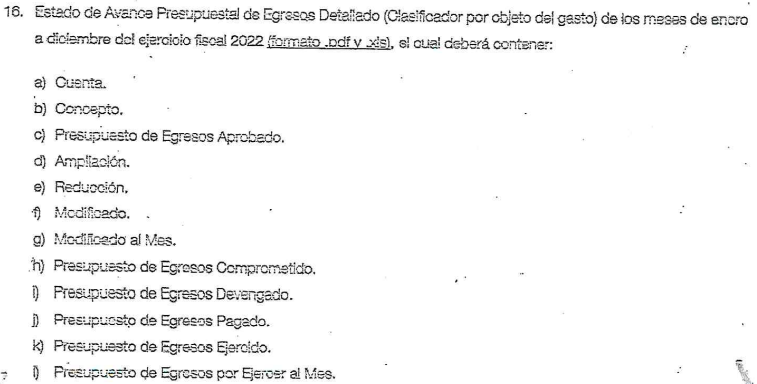 16. Estado de Avance Presupuestal de Egresos Detallado (Clasificador por objeto del gasto) de los meses de enero
a diciembre del ejercicio fiscal 2022 (formato .pdf y .xls), el cual deberá contener:
a) Cuenta.
b) Concepto.
c) Presupuesto de Egresos Aprobado.
d) Ampliación.
e) Reducción.
f) Modificado.
g) Modificado al Mes.
h) Presupuesto de Egresos Comprometido.
i) Presupuesto de Egresos Devengado.
j) Presupuesto de Egresos Pagado.
k) Presupuesto de Egresos Ejercido.
l) Presupuesto de Egresos por Ejercer al Mes.